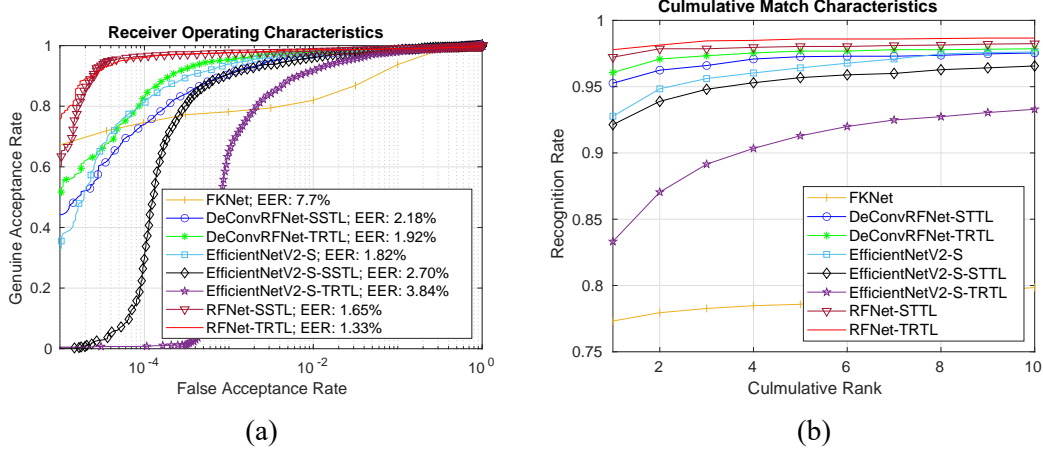 Receiver Operating Characteristics
1
0.8
0.6
0.4
0.2
0
Genuine Acceptance Rate
FKNet; EER: 7.7%
DeConvRFNet-SSTL; EER: 2.18%
DeConvRFNet-TRTL; EER: 1.92%
EfficientNetV2-S; EER: 1.82%
EfficientNetV2-S-SSTL; EER: 2.70%
EfficientNetV2-S-TRTL; EER: 3.84%
RFNet-SSTL; EER: 1.65%
RFNet-TRTL; EER: 1.33%
10^-4 10^-2 10^0
False Acceptance Rate
(a)
Culmulative Match Characteristics
1
0.95
0.9
0.85
0.8
0.75
Recognition Rate
FKNet
DeConvRFNet-STTL
DeConvRFNet-TRTL
EfficientNetV2-S
EfficientNetV2-S-STTL
EfficientNetV2-S-TRTL
RFNet-STTL
RFNet-TRTL
2 4 6 8 10
Culmulative Rank
(b)